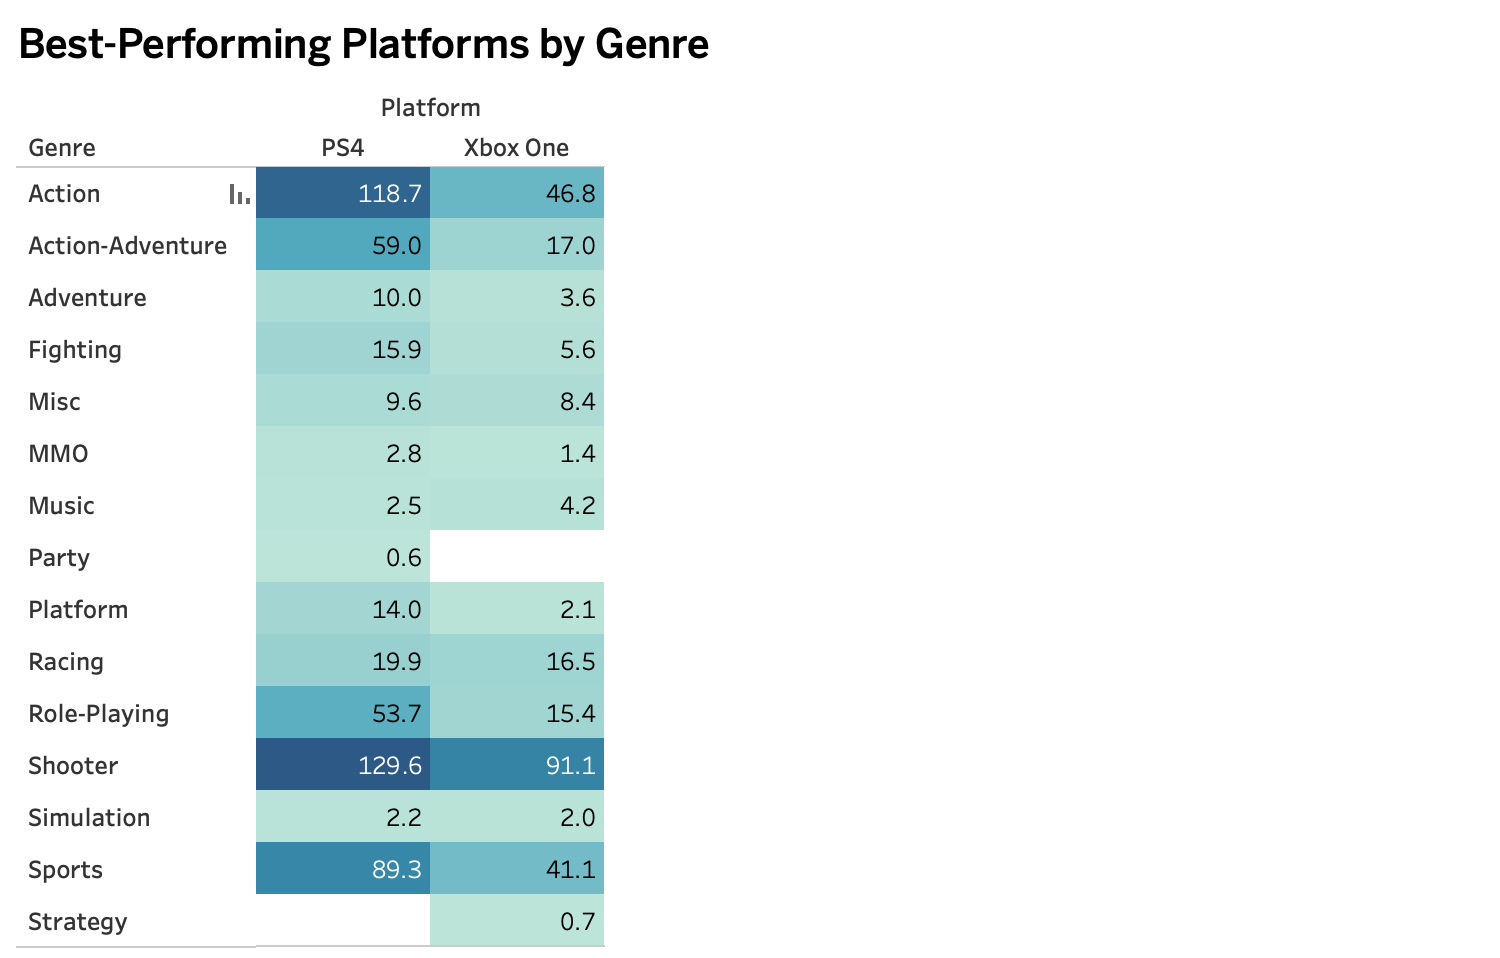 Best-Performing Platforms by Genre
Platform
Genre PS4 Xbox One
Action 118.7 46.8
Action-Adventure 59.0 17.0
Adventure 10.0 3.6
Fighting 15.9 5.6
Misc 9.6 8.4
MMO 2.8 1.4
Music 2.5 4.2
Party 0.6
Platform 14.0 2.1
Racing 19.9 16.5
Role-Playing 53.7 15.4
Shooter 129.6 91.1
Simulation 2.2 2.0
Sports 89.3 41.1
Strategy 0.7